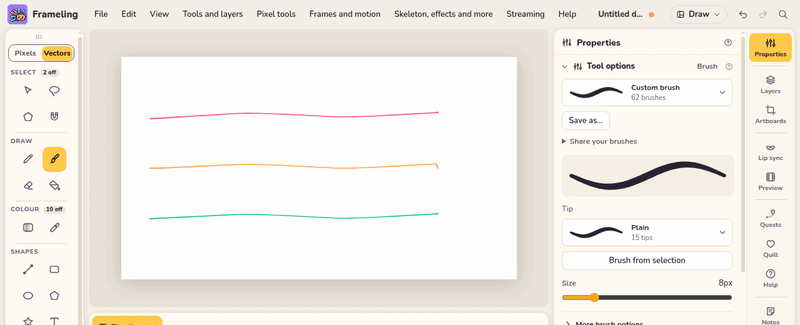 Frameling File Edit View Tools and layers Pixel tools Frames and motion Skeleton, effects and more Streaming Help Untitled d... Draw
Pixels Vectors
SELECT 2 off
DRAW
COLOUR 10 off
SHAPES
Properties
Tool options Brush
Custom brush
62 brushes
Save as...
Share your brushes
Tip
Plain
15 tips
Brush from selection
Size 8px
More brush options
Properties
Layers
Artboards
Lip sync
Preview
Quests
Quill
Help
Notes